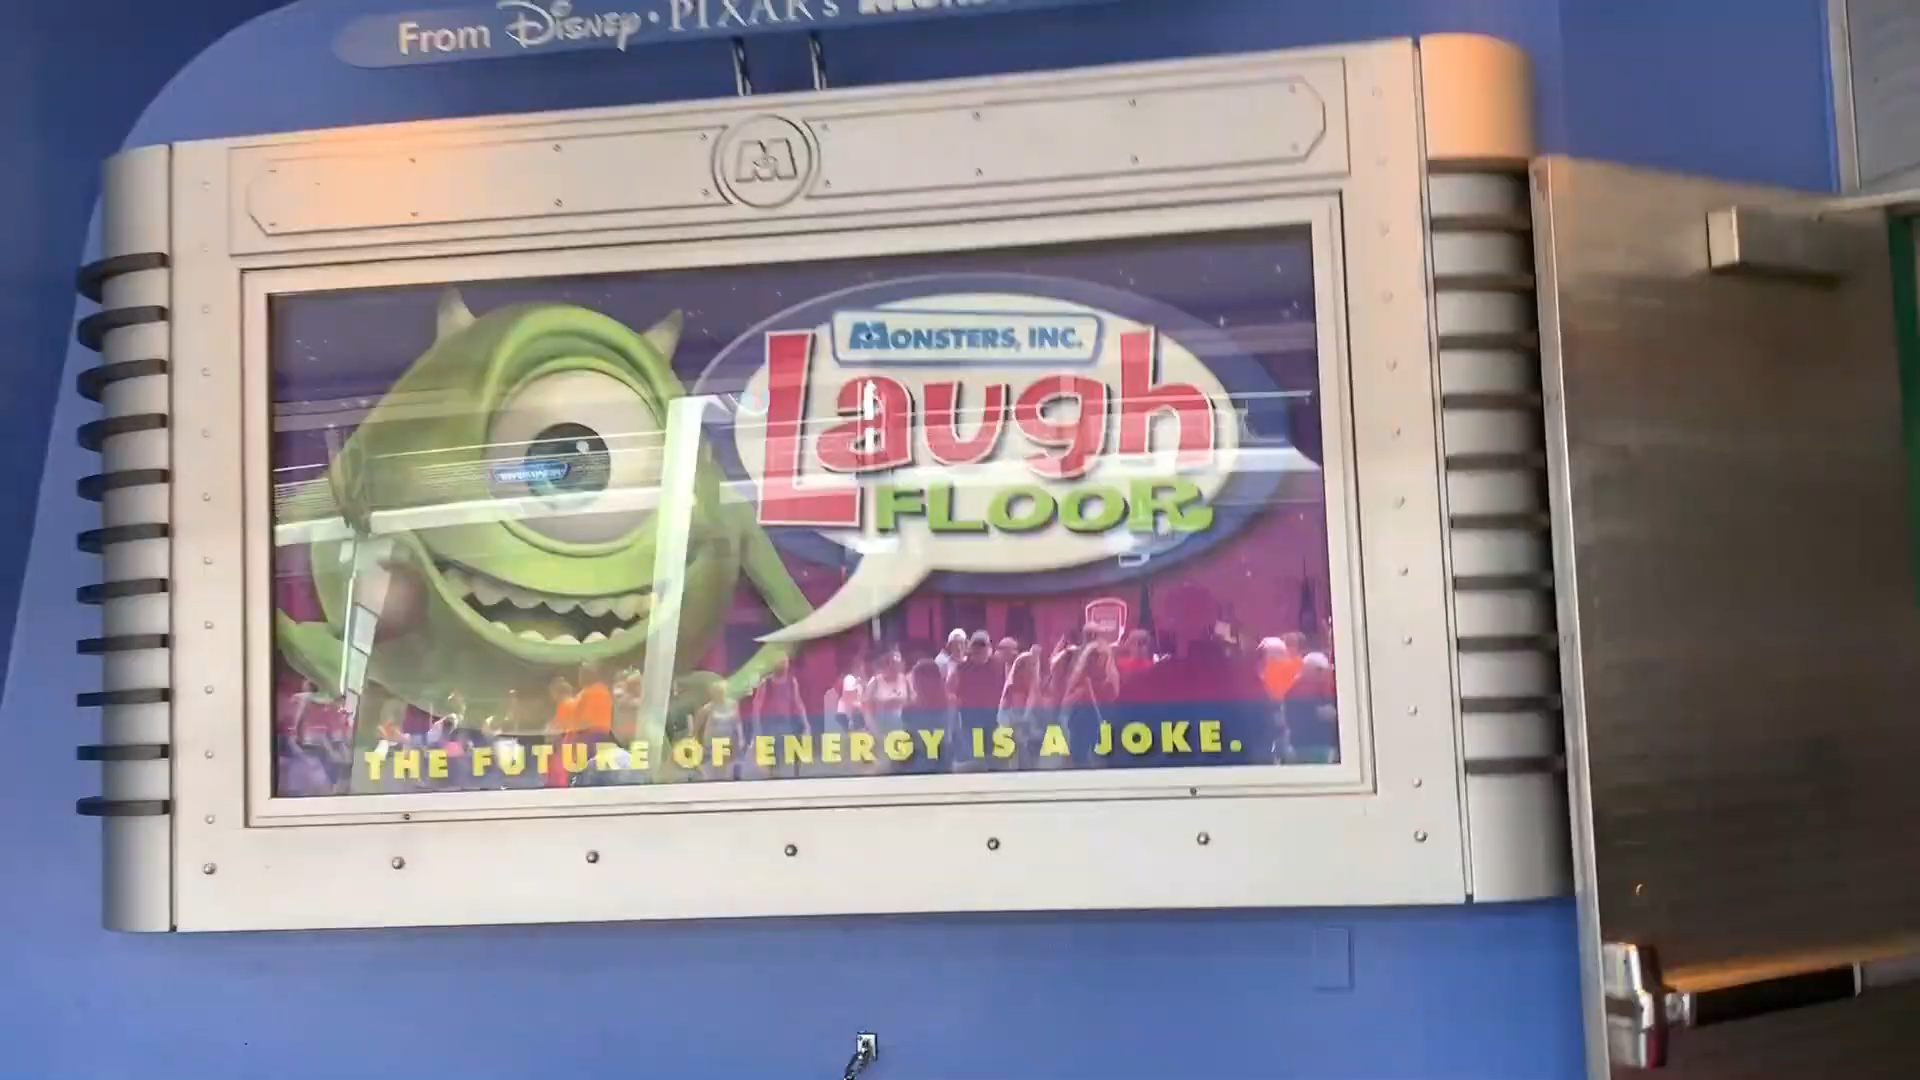 From Disney · PIXAR's
MONSTERS, INC.
Laugh
FLOOR
THE FUTURE OF ENERGY IS A JOKE.